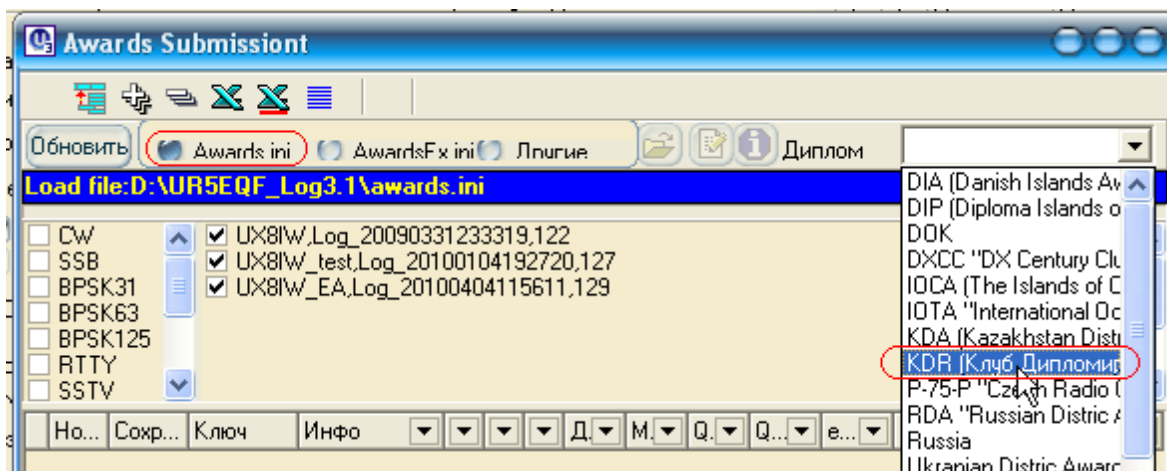 Awards Submissiont
Обновить Awards ini AwardsEx ini Другие Диплом
Load file:D:\UR5EQF_Log3.1\awards.ini
CW
SSB
BPSK31
BPSK63
BPSK125
RTTY
SSTV
UX8IW,Log_20090331233319,122
UX8IW_test,Log_20100104192720,127
UX8IW_EA,Log_20100404115611,129
DIA (Danish Islands Aw
DIP (Diploma Islands o
DOK
DXCC "DX Century Clu
IOCA (The Islands of C
IOTA "International Oc
KDA (Kazakhstan Distr
KDR (Клуб Дипломир
P-75-P "Czech Radio (
RDA "Russian Distric A
Russia
Ukranian Distric Award
Но... Сохр... Ключ Инфо Д. М. Q. Q... е...